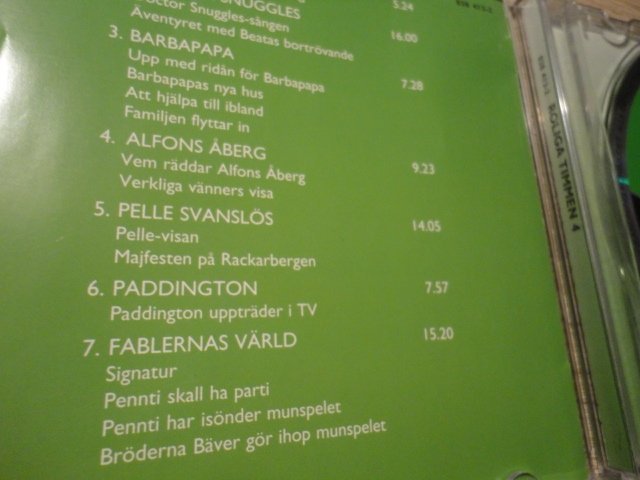 5.24
SNUGGLES
Doctor Snuggles-sången
Äventyret med Beatas bortrövande 16.00
3. BARBAPAPA
Upp med ridån för Barbapapa 7.28
Barbapapas nya hus
Att hjälpa till ibland
Familjen flyttar in
4. ALFONS ÅBERG 9.23
Vem räddar Alfons Åberg
Verkliga vänners visa
5. PELLE SVANSLÖS 14.05
Pelle-visan
Majfesten på Rackarbergen
6. PADDINGTON 7.57
Paddington uppträder i TV
7. FABLERNAS VÄRLD 15.20
Signatur
Pennti skall ha parti
Pennti har isönder munspelet
Bröderna Bäver gör ihop munspelet
ROLIGA TIMMEN 4